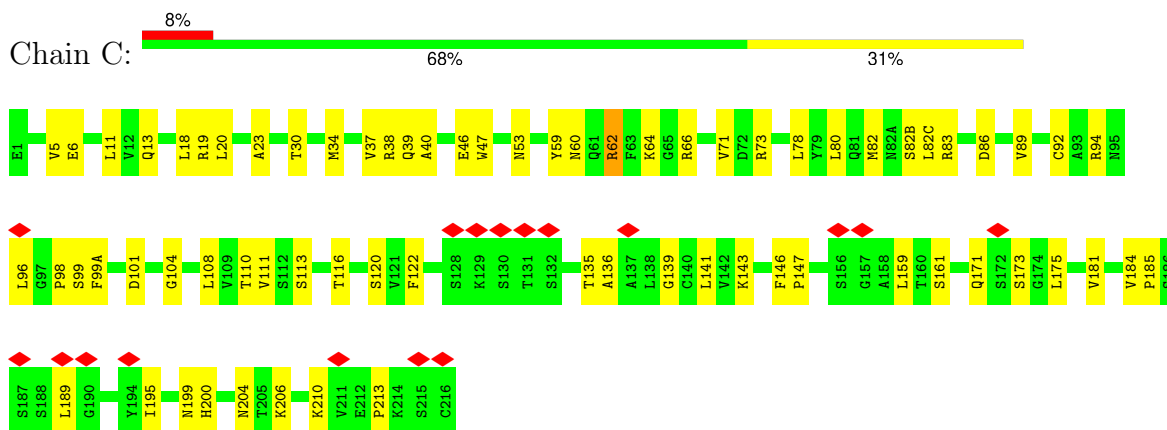 8%
Chain C:
68% 31%
E1 V5 E6 L11 V12 Q13 L18 R19 L20 A23 T30 M34 V37 R38 Q39 A40 E46 W47 N53 Y59 N60 Q61 R62 F63 K64 G65 R66 V71 D72 R73 L78 Y79 L80 Q81 M82 N82A S82B L82C R83 D86 V89 C92 A93 R94 N95
L96 G97 P98 S99 F99A D101 G104 L108 V109 T110 V111 S112 S113 T116 S120 V121 F122 S128 K129 S130 T131 S132 T135 A136 A137 L138 G139 C140 L141 V142 K143 F146 P147 S156 G157 A158 L159 T160 S161 Q171 S172 S173 G174 L175 V181 V184 P185
S187 S188 L189 G190 Y194 I195 N199 H200 N204 T205 K206 K210 V211 E212 P213 K214 S215 C216